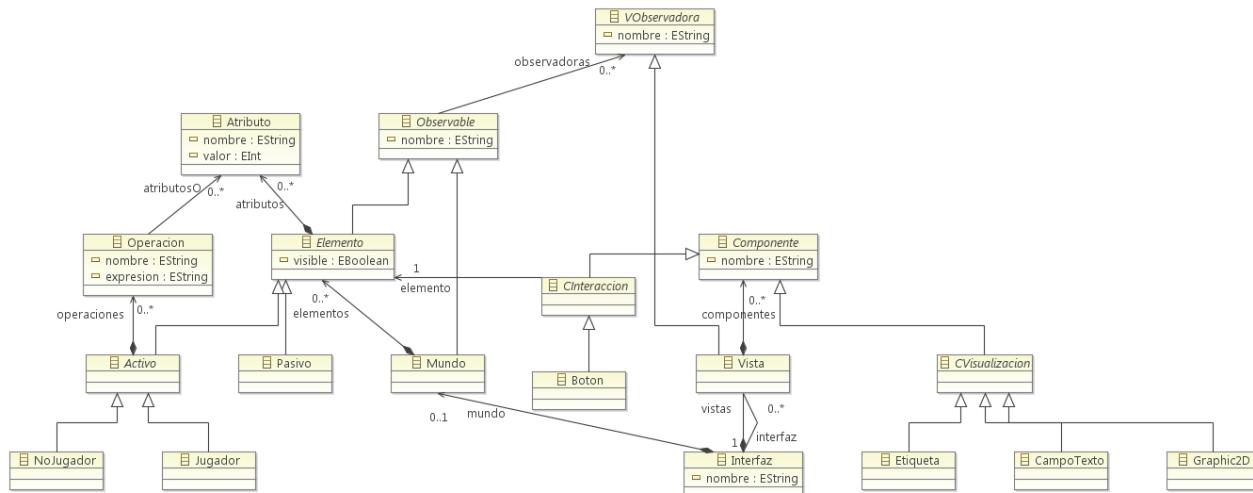 VObservadora
nombre : EString
observadoras
0..*
Atributo
nombre : EString
valor : EInt
Observable
nombre : EString
atributosO
0..*
0..*
atributos
Operacion
nombre : EString
expresion : EString
Elemento
visible : EBoolean
Componente
nombre : EString
1
elemento
CInteraccion
operaciones
0..*
0..*
elementos
0..*
componentes
Activo
Pasivo
Mundo
Boton
Vista
CVisualizacion
0..1
mundo
vistas
0..*
1
interfaz
NoJugador
Jugador
Interfaz
nombre : EString
Etiqueta
CampoTexto
Graphic2D